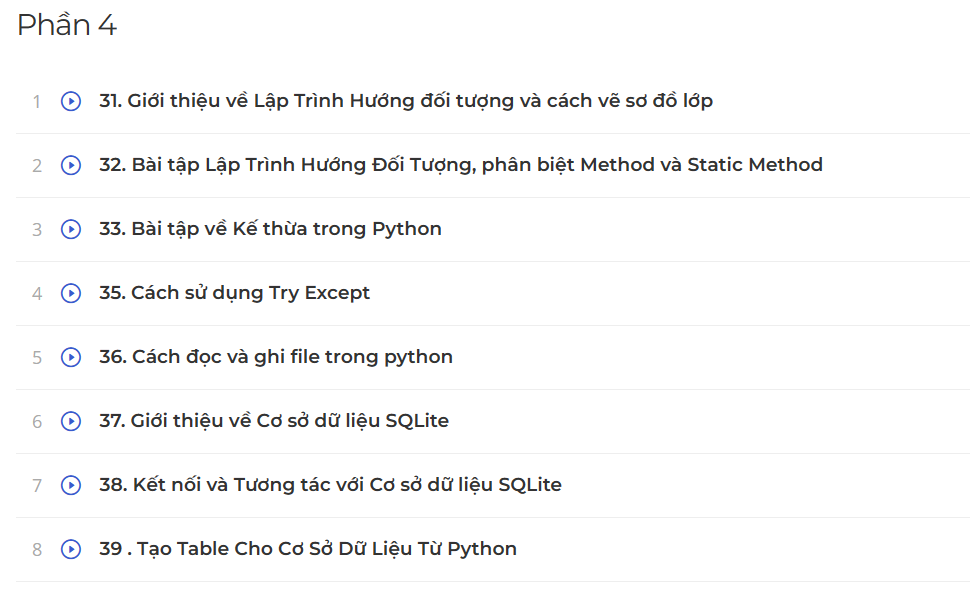 Phần 4
1 31. Giới thiệu về Lập Trình Hướng đối tượng và cách vẽ sơ đồ lớp
2 32. Bài tập Lập Trình Hướng Đối Tượng, phân biệt Method và Static Method
3 33. Bài tập về Kế thừa trong Python
4 35. Cách sử dụng Try Except
5 36. Cách đọc và ghi file trong python
6 37. Giới thiệu về Cơ sở dữ liệu SQLite
7 38. Kết nối và Tương tác với Cơ sở dữ liệu SQLite
8 39 . Tạo Table Cho Cơ Sở Dữ Liệu Từ Python